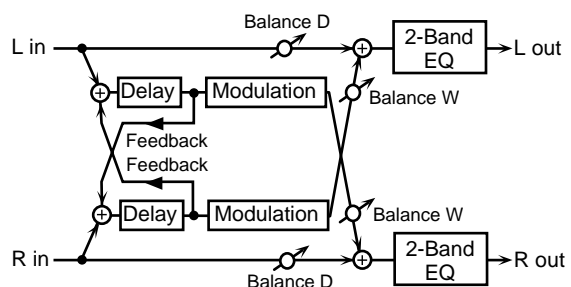 Balance D
L in
2-Band
EQ
L out
Delay
Modulation
Balance W
Feedback
Feedback
Delay
Modulation
Balance W
R in
Balance D
2-Band
EQ
R out